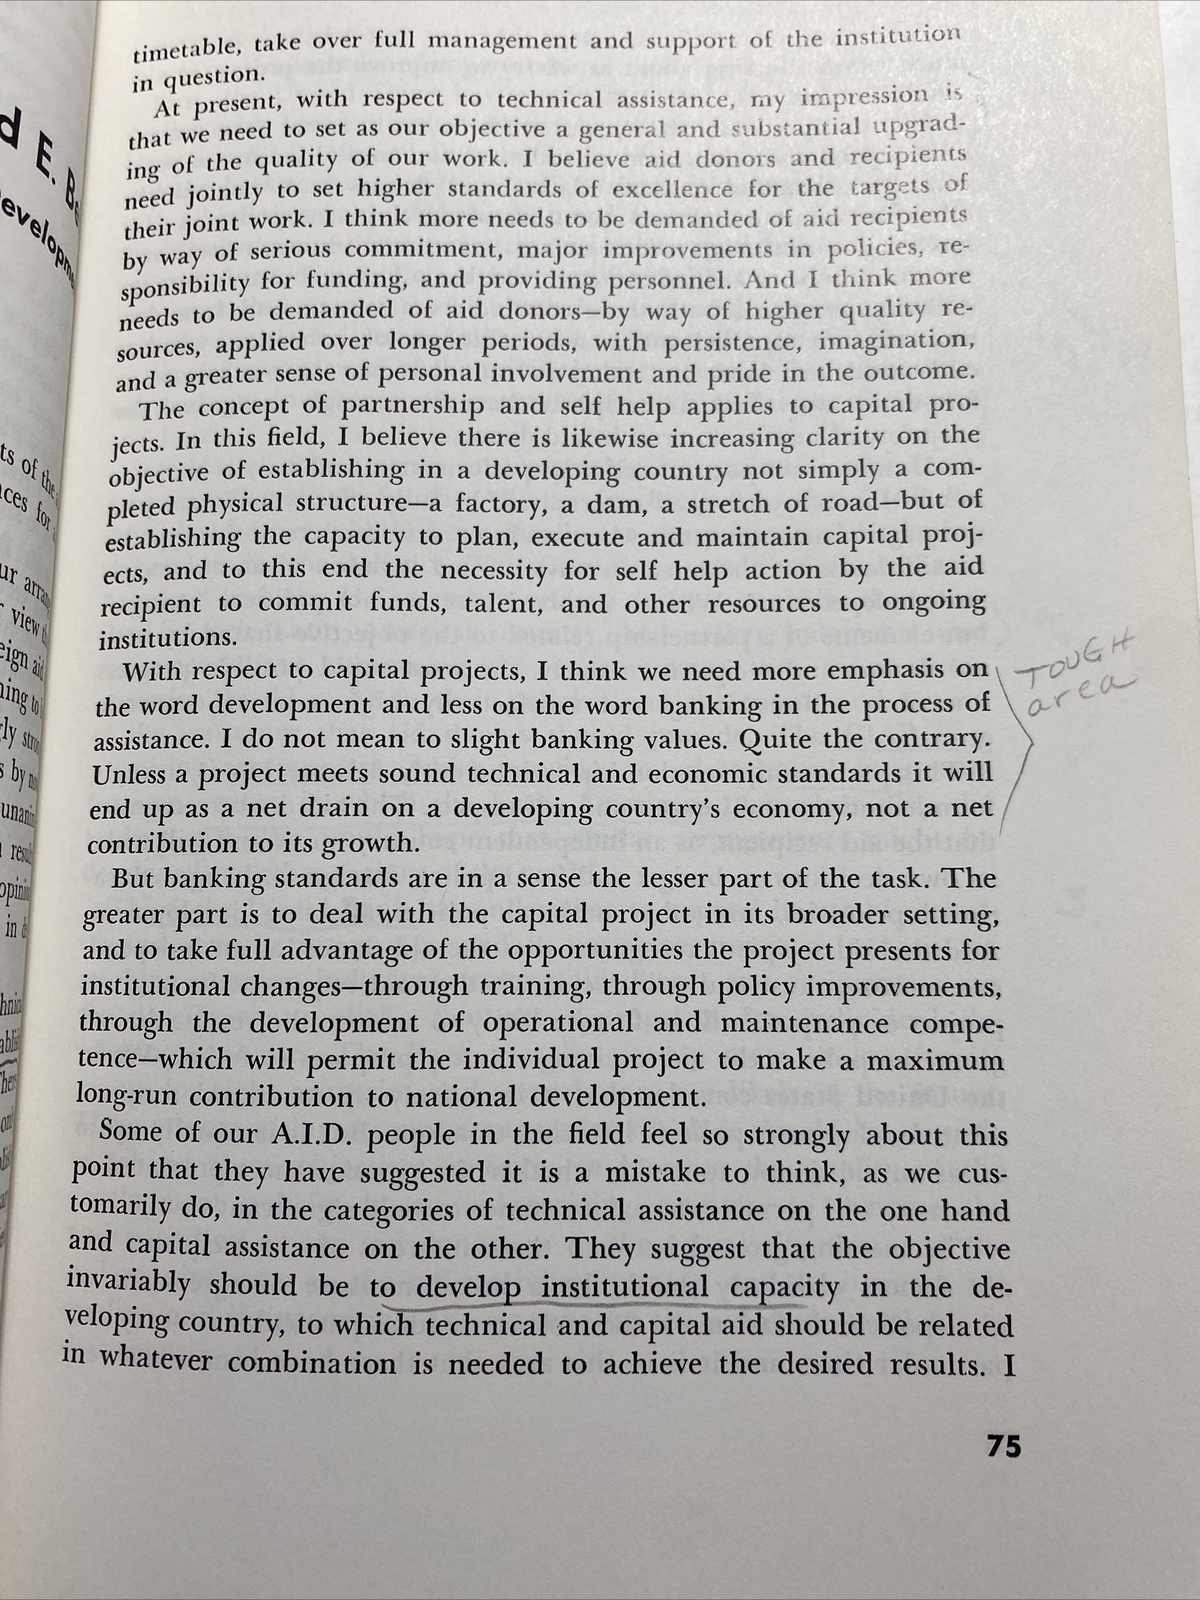 timetable, take over full management and support of the institution
in question.
At present, with respect to technical assistance, my impression is
that we need to set as our objective a general and substantial upgrad-
ing of the quality of our work. I believe aid donors and recipients
need jointly to set higher standards of excellence for the targets of
their joint work. I think more needs to be demanded of aid recipients
by way of serious commitment, major improvements in policies, re-
sponsibility for funding, and providing personnel. And I think more
needs to be demanded of aid donors—by way of higher quality re-
sources, applied over longer periods, with persistence, imagination,
and a greater sense of personal involvement and pride in the outcome.
The concept of partnership and self help applies to capital pro-
jects. In this field, I believe there is likewise increasing clarity on the
objective of establishing in a developing country not simply a com-
pleted physical structure—a factory, a dam, a stretch of road—but of
establishing the capacity to plan, execute and maintain capital proj-
ects, and to this end the necessity for self help action by the aid
recipient to commit funds, talent, and other resources to ongoing
institutions.
With respect to capital projects, I think we need more emphasis on
the word development and less on the word banking in the process of
assistance. I do not mean to slight banking values. Quite the contrary.
Unless a project meets sound technical and economic standards it will
end up as a net drain on a developing country's economy, not a net
contribution to its growth.
TOUGH
area
But banking standards are in a sense the lesser part of the task. The
greater part is to deal with the capital project in its broader setting,
and to take full advantage of the opportunities the project presents for
institutional changes—through training, through policy improvements,
through the development of operational and maintenance compe-
tence—which will permit the individual project to make a maximum
long-run contribution to national development.
Some of our A.I.D. people in the field feel so strongly about this
point that they have suggested it is a mistake to think, as we cus-
tomarily do, in the categories of technical assistance on the one hand
and capital assistance on the other. They suggest that the objective
invariably should be to develop institutional capacity in the de-
veloping country, to which technical and capital aid should be related
in whatever combination is needed to achieve the desired results. I
75